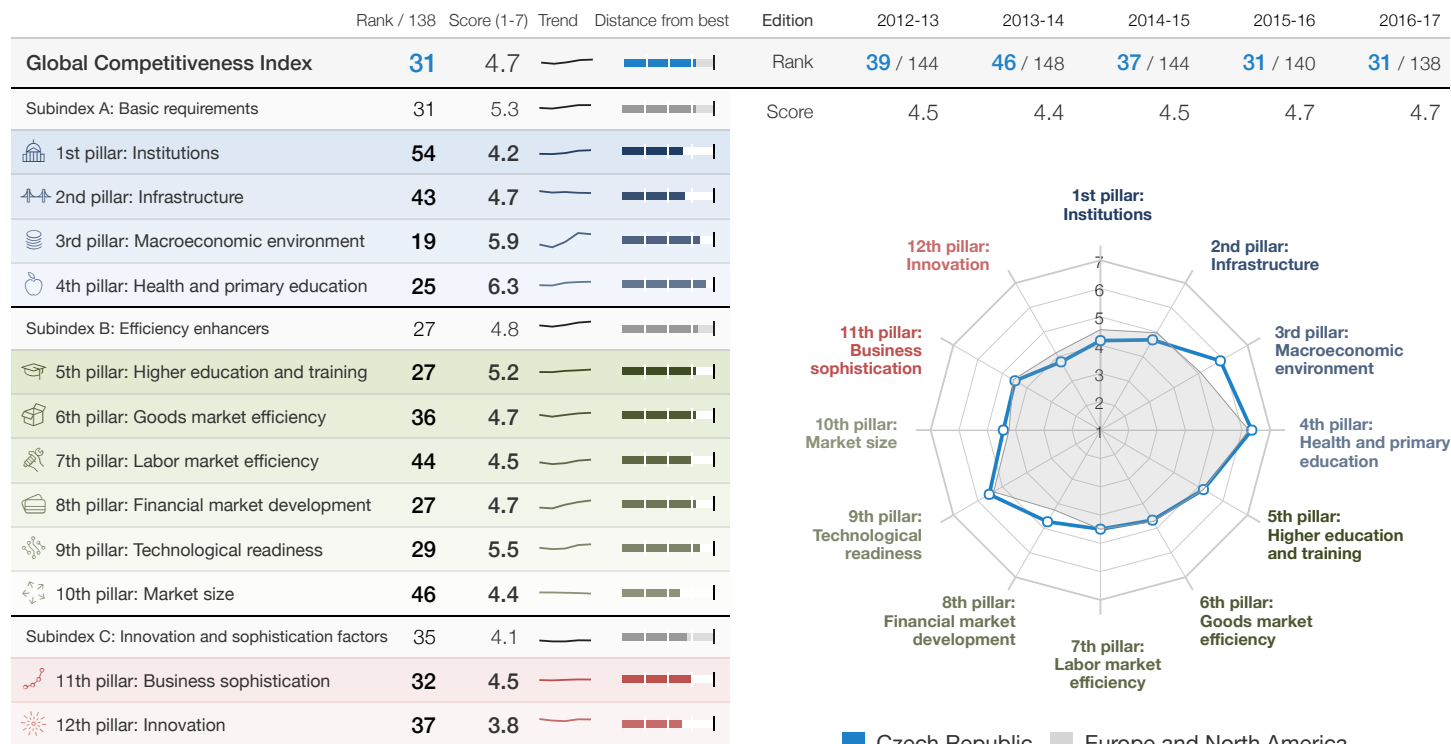 Rank / 138 Score (1-7) Trend Distance from best
Global Competitiveness Index 31 4.7
Subindex A: Basic requirements 31 5.3
1st pillar: Institutions 54 4.2
2nd pillar: Infrastructure 43 4.7
3rd pillar: Macroeconomic environment 19 5.9
4th pillar: Health and primary education 25 6.3
Subindex B: Efficiency enhancers 27 4.8
5th pillar: Higher education and training 27 5.2
6th pillar: Goods market efficiency 36 4.7
7th pillar: Labor market efficiency 44 4.5
8th pillar: Financial market development 27 4.7
9th pillar: Technological readiness 29 5.5
10th pillar: Market size 46 4.4
Subindex C: Innovation and sophistication factors 35 4.1
11th pillar: Business sophistication 32 4.5
12th pillar: Innovation 37 3.8
Edition 2012-13 2013-14 2014-15 2015-16 2016-17
Rank 39 / 144 46 / 148 37 / 144 31 / 140 31 / 138
Score 4.5 4.4 4.5 4.7 4.7
1st pillar:
Institutions
2nd pillar:
Infrastructure
3rd pillar:
Macroeconomic
environment
4th pillar:
Health and primary
education
5th pillar:
Higher education
and training
6th pillar:
Goods market
efficiency
7th pillar:
Labor market
efficiency
8th pillar:
Financial market
development
9th pillar:
Technological
readiness
10th pillar:
Market size
11th pillar:
Business
sophistication
12th pillar:
Innovation
7
6
5
4
3
2
1
Czech Republic Europe and North America